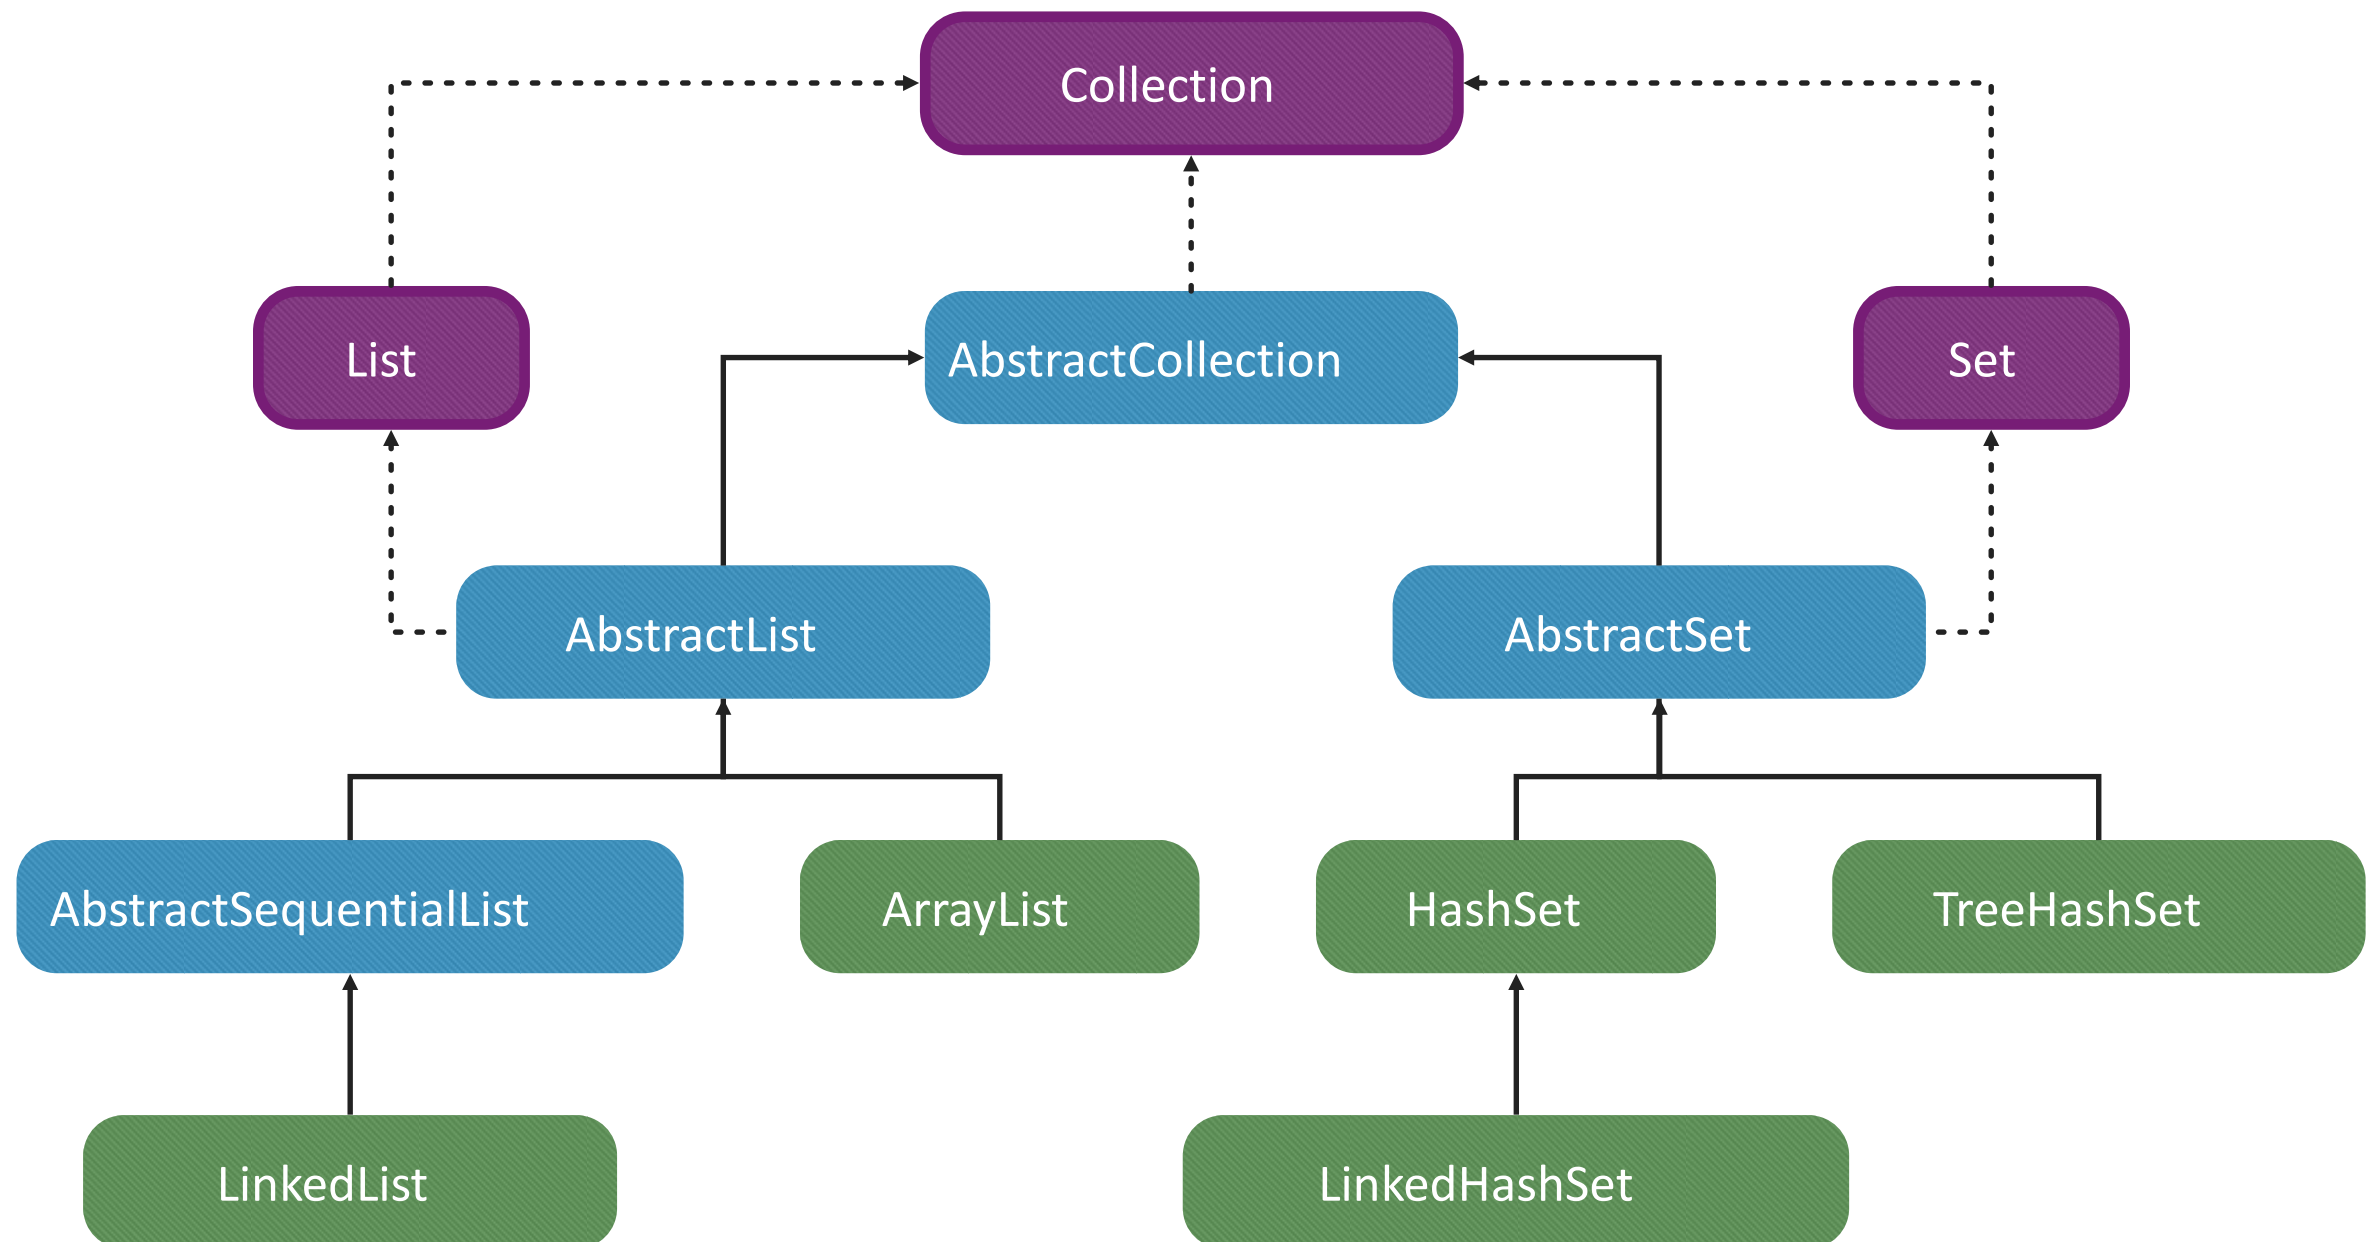 Collection
List
AbstractCollection
Set
AbstractList
AbstractSet
AbstractSequentialList
ArrayList
HashSet
TreeHashSet
LinkedList
LinkedHashSet